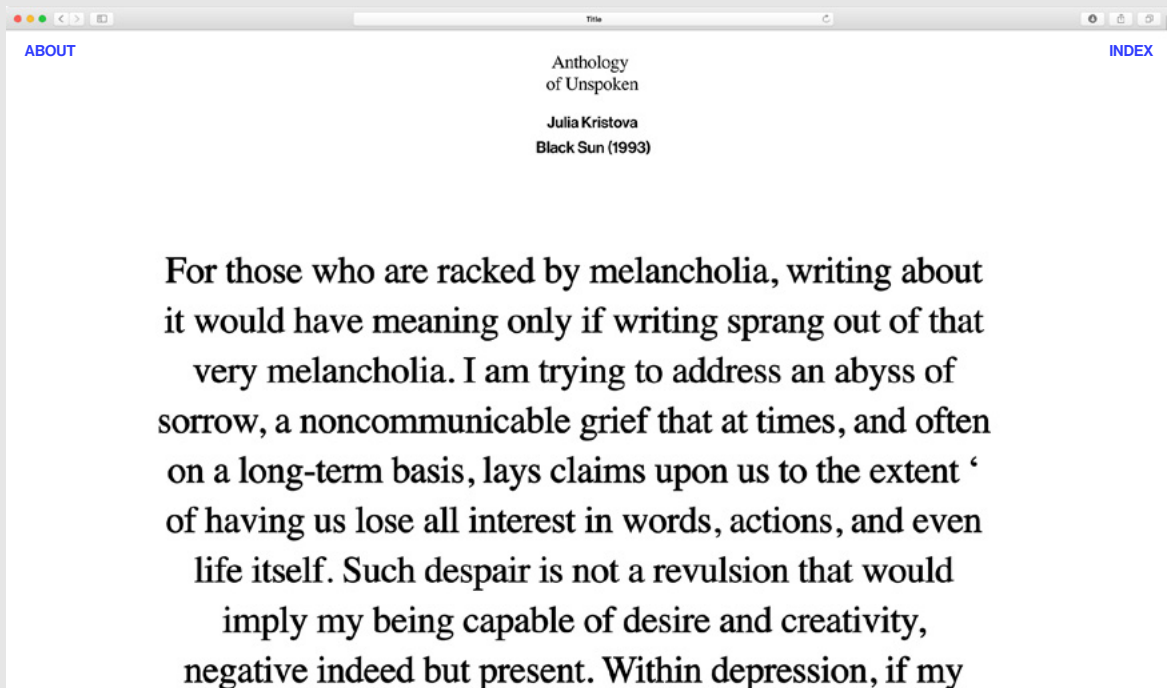 Title
ABOUT
INDEX
Anthology
of Unspoken
Julia Kristova
Black Sun (1993)
For those who are racked by melancholia, writing about
it would have meaning only if writing sprang out of that
very melancholia. I am trying to address an abyss of
sorrow, a noncommunicable grief that at times, and often
on a long-term basis, lays claims upon us to the extent ‘
of having us lose all interest in words, actions, and even
life itself. Such despair is not a revulsion that would
imply my being capable of desire and creativity,
negative indeed but present. Within depression, if my